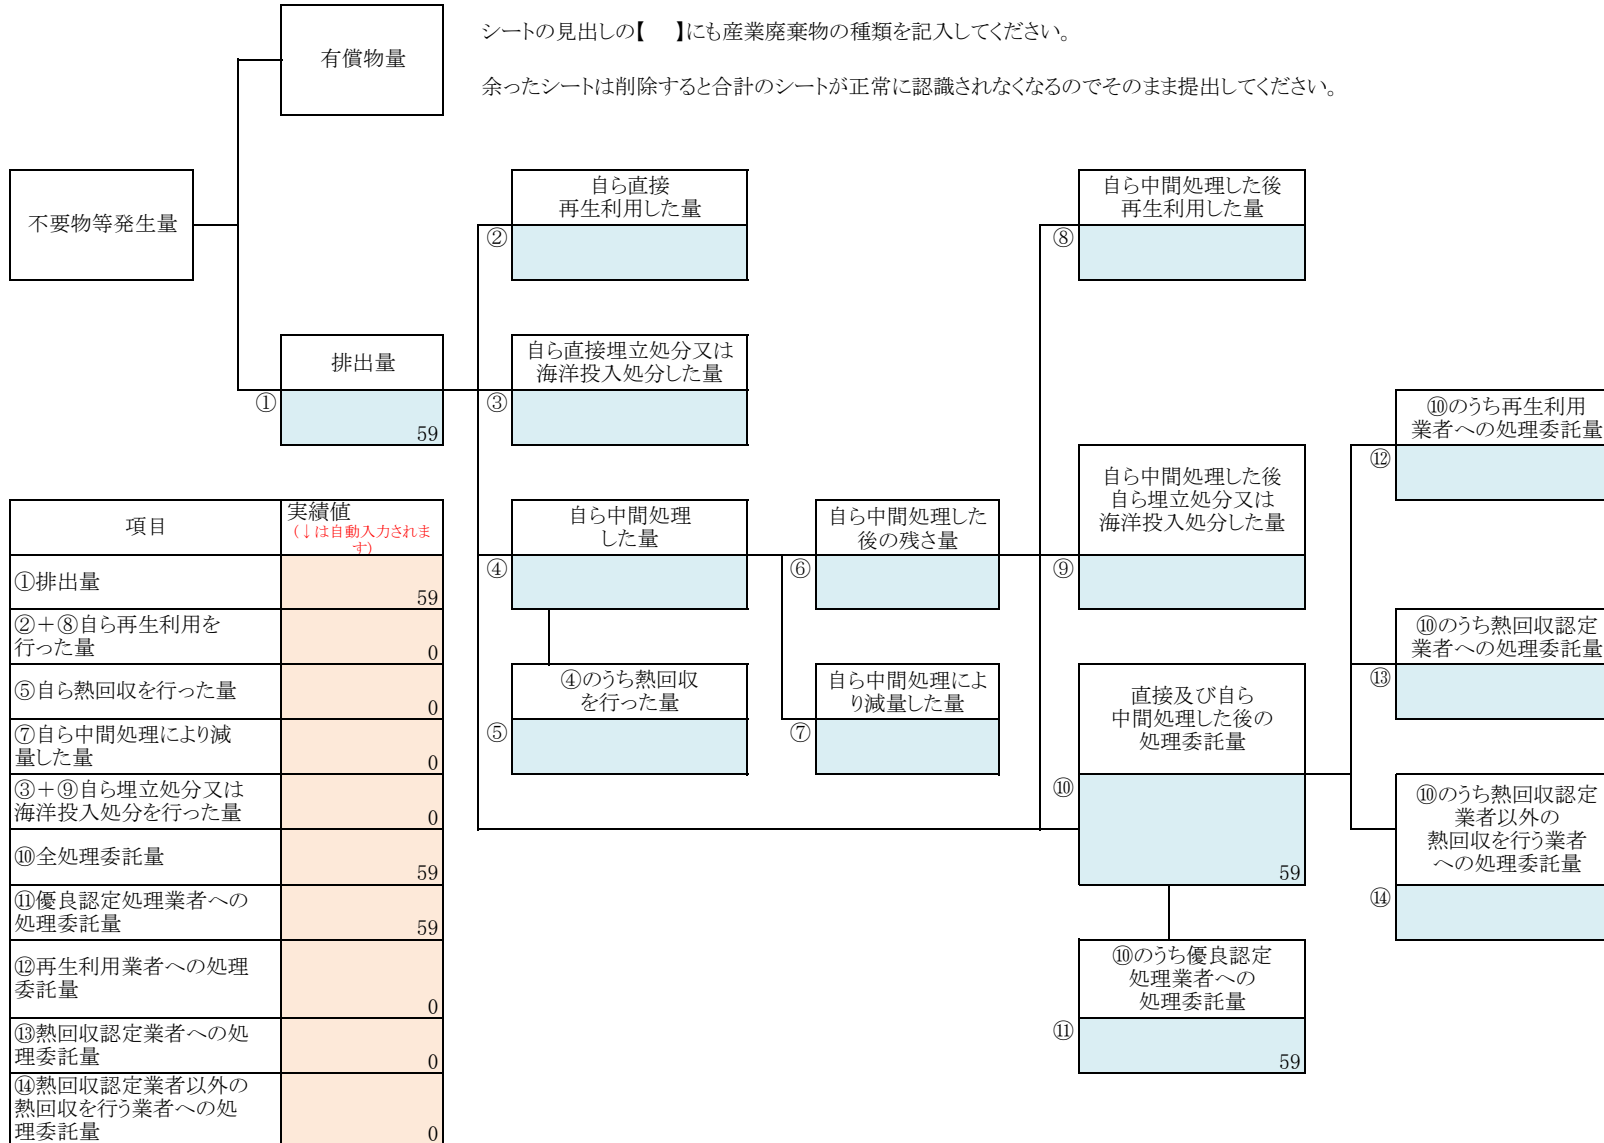 シートの見出しの【　】にも産業廃棄物の種類を記入してください。
有償物量
余ったシートは削除すると合計のシートが正常に認識されなくなるのでそのまま提出してください。
不要物等発生量
自ら直接
再生利用した量
②
自ら中間処理した後
再生利用した量
⑧
排出量
①
59
自ら直接埋立処分又は
海洋投入処分した量
③
⑩のうち再生利用
業者への処理委託量
⑫
自ら中間処理
した量
④
自ら中間処理した
後の残さ量
⑥
自ら中間処理した後
自ら埋立処分又は
海洋投入処分した量
⑨
⑩のうち熱回収認定
業者への処理委託量
⑬
④のうち熱回収
を行った量
⑤
自ら中間処理によ
り減量した量
⑦
直接及び自ら
中間処理した後の
処理委託量
⑩
59
⑩のうち熱回収認定
業者以外の
熱回収を行う業者
への処理委託量
⑭
⑩のうち優良認定
処理業者への
処理委託量
⑪
59
項目
実績値
（↓は自動入力されま
す）
①排出量
59
②＋⑧自ら再生利用を
行った量
0
⑤自ら熱回収を行った量
0
⑦自ら中間処理により減
量した量
0
③＋⑨自ら埋立処分又は
海洋投入処分を行った量
0
⑩全処理委託量
59
⑪優良認定処理業者への
処理委託量
59
⑫再生利用業者への処理
委託量
0
⑬熱回収認定業者への処
理委託量
0
⑭熱回収認定業者以外の
熱回収を行う業者への処
理委託量
0